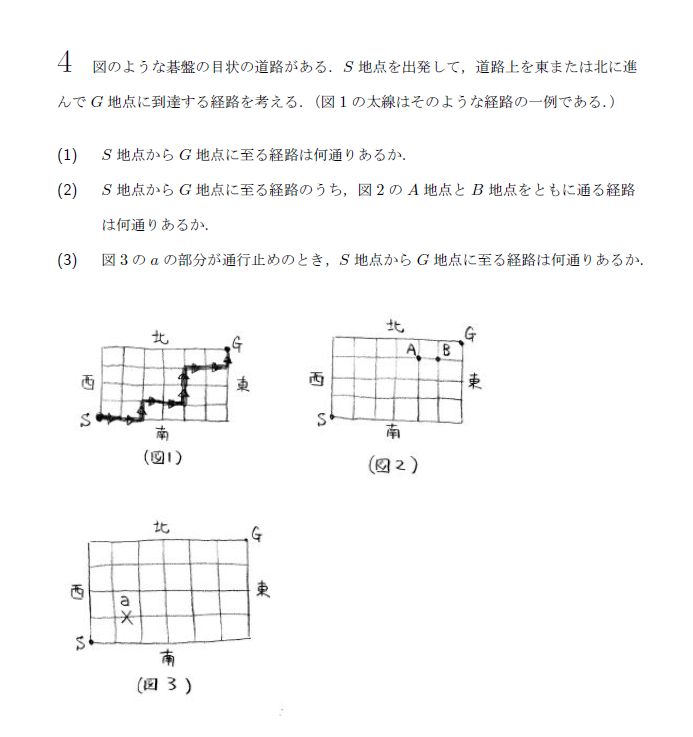 4 図のような碁盤の目状の道路がある．S 地点を出発して，道路上を東または北に進
んで G 地点に到達する経路を考える．（図 1 の太線はそのような経路の一例である．）
(1) S 地点から G 地点に至る経路は何通りあるか．
(2) S 地点から G 地点に至る経路のうち，図 2 の A 地点と B 地点をともに通る経路
は何通りあるか．
(3) 図 3 の a の部分が通行止めのとき，S 地点から G 地点に至る経路は何通りあるか．
北
G
西
東
S
南
(図1)
北
G
A
B
西
東
S
南
(図2)
北
G
西
東
a
S
南
(図3)